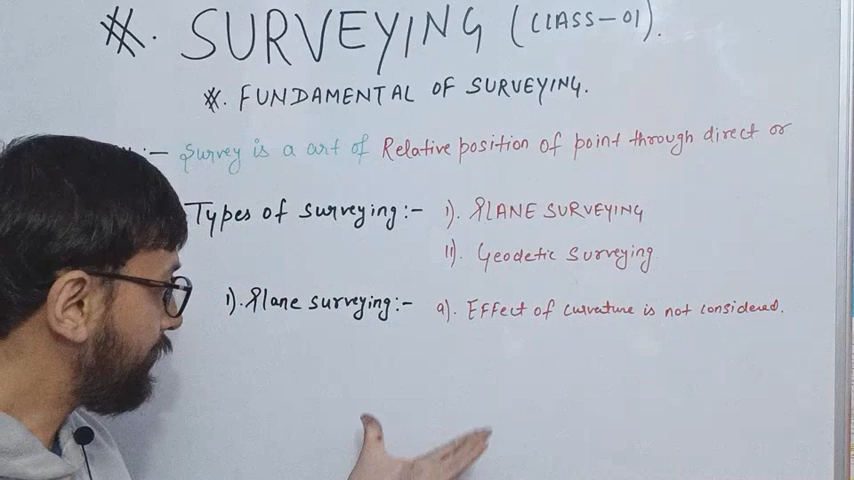 ※. SURVEYING (CLASS-01).
※. FUNDAMENTAL OF SURVEYING.
:- Survey is a art of Relative position of point through direct or
Types of surveying:- i). PLANE SURVEYING
ii). Geodetic Surveying
i). Plane surveying:- a). Effect of curvature is not considered.